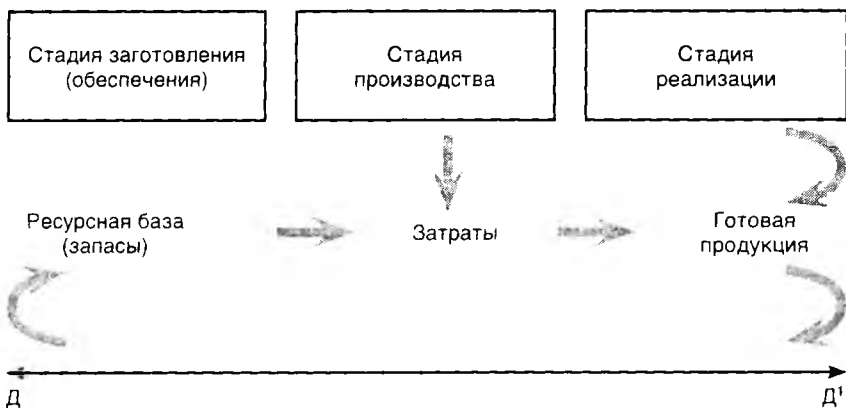 Стадия заготовления
(обеспечения)
Стадия
производства
Стадия
реализации
Ресурсная база
(запасы)
Затраты
Готовая
продукция
Д
Д¹